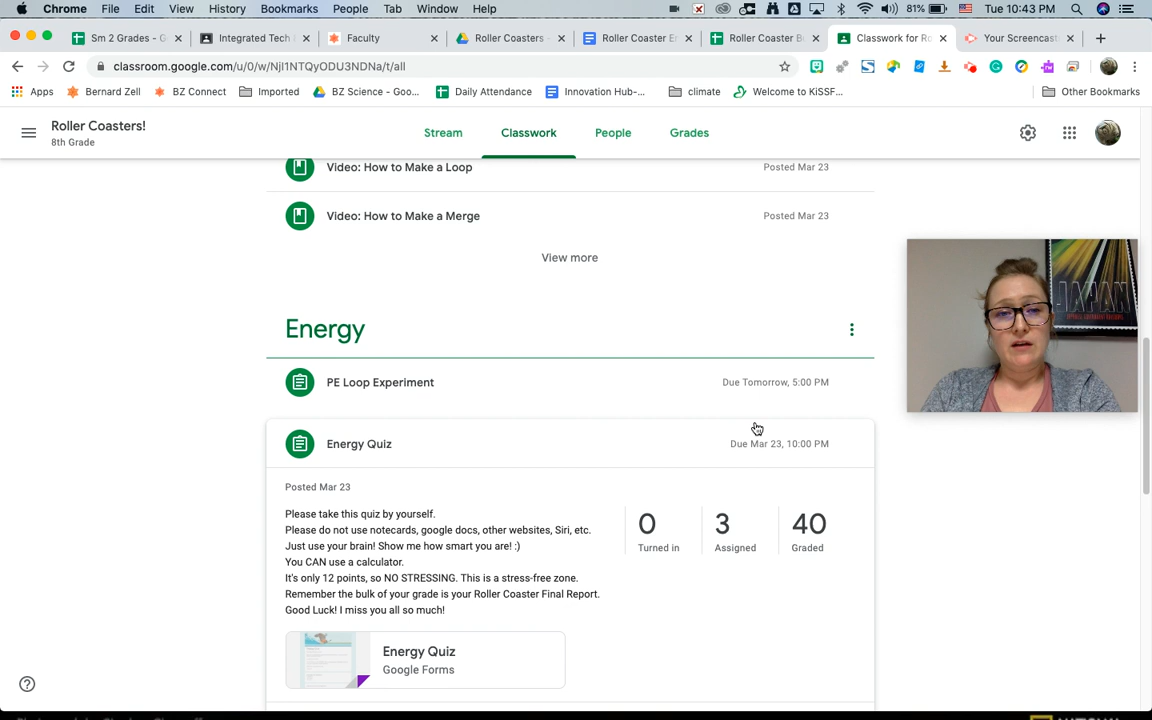 Chrome File Edit View History Bookmarks People Tab Window Help 81% Tue 10:43 PM
Sm 2 Grades - G
Integrated Tech
Faculty
Roller Coasters -
Roller Coaster E
Roller Coaster B
Classwork for Ro
Your Screencast
classroom.google.com/u/0/w/NjI1NTQyODU3NDNa/t/all
Apps Bernard Zell BZ Connect Imported BZ Science - Goo... Daily Attendance Innovation Hub-... climate Welcome to KiSSF... Other Bookmarks
Roller Coasters!
8th Grade
Stream Classwork People Grades
Video: How to Make a Loop Posted Mar 23
Video: How to Make a Merge Posted Mar 23
View more
JAPAN
Energy
PE Loop Experiment Due Tomorrow, 5:00 PM
Energy Quiz Due Mar 23, 10:00 PM
Posted Mar 23
Please take this quiz by yourself.
Please do not use notecards, google docs, other websites, Siri, etc.
Just use your brain! Show me how smart you are! :)
You CAN use a calculator.
It's only 12 points, so NO STRESSING. This is a stress-free zone.
Remember the bulk of your grade is your Roller Coaster Final Report.
Good Luck! I miss you all so much!
0 3 40
Turned in Assigned Graded
Energy Quiz
Google Forms